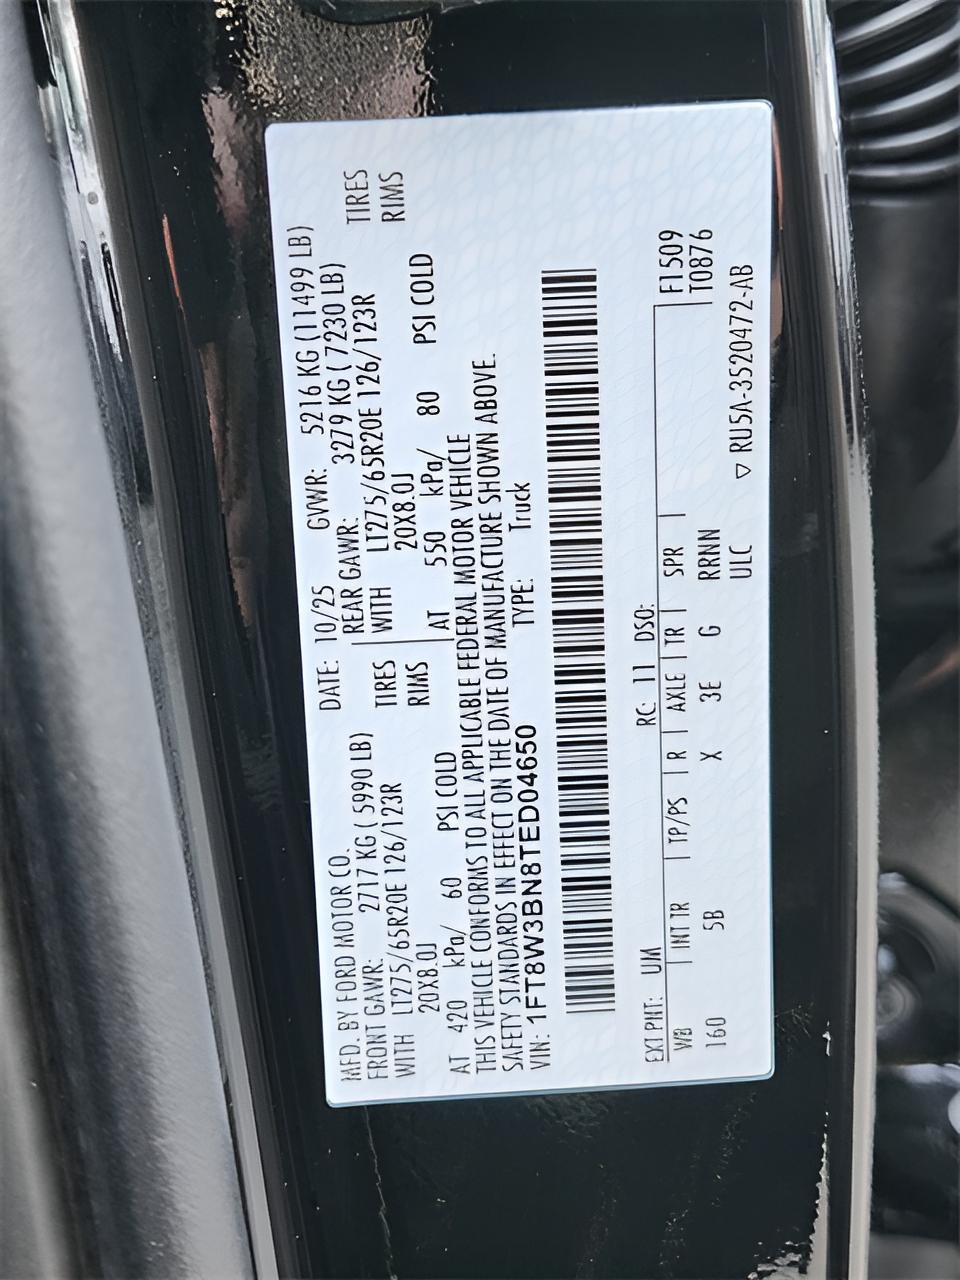 MFD. BY FORD MOTOR CO.
DATE: 10/25 GVWR: 5216 KG (11499 LB)
FRONT GAWR: 2717 KG ( 5990 LB) REAR GAWR: 3279 KG ( 7230 LB)
WITH LT275/65R20E 126/123R TIRES WITH LT275/65R20E 126/123R TIRES
20X8.0J RIMS 20X8.0J RIMS
AT 420 kPa/ 60 PSI COLD AT 550 kPa/ 80 PSI COLD
THIS VEHICLE CONFORMS TO ALL APPLICABLE FEDERAL MOTOR VEHICLE
SAFETY STANDARDS IN EFFECT ON THE DATE OF MANUFACTURE SHOWN ABOVE.
VIN: 1FT8W3BN8TED04650 TYPE: Truck
EXT PNT: UM RC: 11 DSO: F1509
WB INT TR TP/PS R AXLE TR SPR T0876
160 5B X 3E G RRNN
ULC ▽ RU5A-3520472-AB